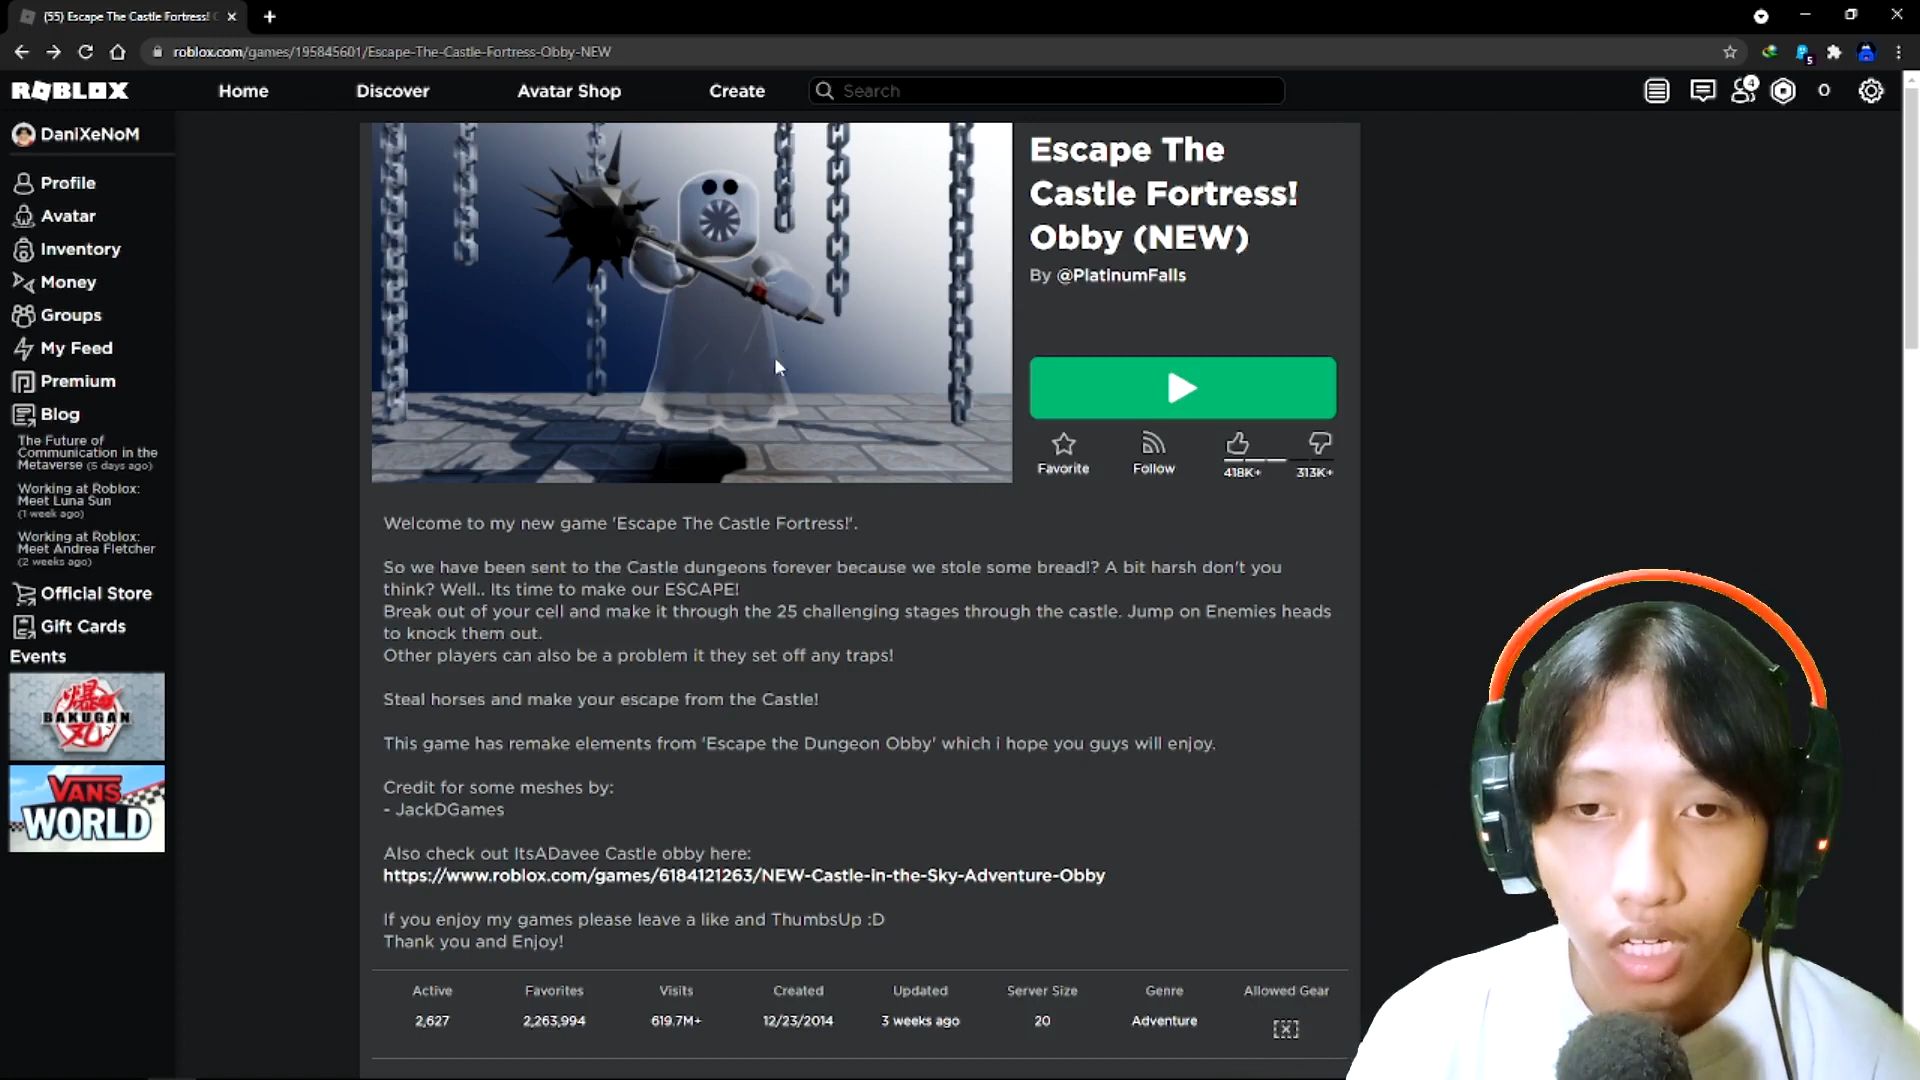 (55) Escape The Castle Fortress!
roblox.com/games/195845601/Escape-The-Castle-Fortress-Obby-NEW
5
ROBLOX
Home
Discover
Avatar Shop
Create
Search
4
0
DaniXeNoM
Profile
Avatar
Inventory
Money
Groups
My Feed
Premium
Blog
The Future of
Communication in the
Metaverse (5 days ago)
Working at Roblox:
Meet Luna Sun
(1 week ago)
Working at Roblox:
Meet Andrea Fletcher
(2 weeks ago)
Official Store
Gift Cards
Events
爆
BAKUGAN
丸
VANS
WORLD
Escape The
Castle Fortress!
Obby (NEW)
By @PlatinumFalls
Favorite
Follow
418K+
313K+
Welcome to my new game 'Escape The Castle Fortress!'.
So we have been sent to the Castle dungeons forever because we stole some bread!? A bit harsh don't you
think? Well.. Its time to make our ESCAPE!
Break out of your cell and make it through the 25 challenging stages through the castle. Jump on Enemies heads
to knock them out.
Other players can also be a problem it they set off any traps!
Steal horses and make your escape from the Castle!
This game has remake elements from 'Escape the Dungeon Obby' which i hope you guys will enjoy.
Credit for some meshes by:
- JackDGames
Also check out ItsADavee Castle obby here:
https://www.roblox.com/games/6184121263/NEW-Castle-in-the-Sky-Adventure-Obby
If you enjoy my games please leave a like and ThumbsUp :D
Thank you and Enjoy!
Active
Favorites
Visits
Created
Updated
Server Size
Genre
Allowed Gear
2,627
2,263,994
619.7M+
12/23/2014
3 weeks ago
20
Adventure